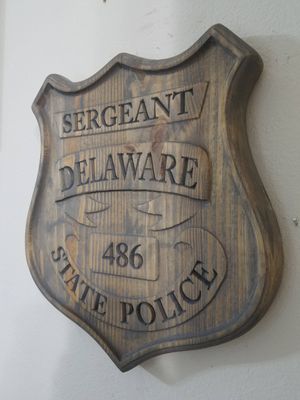 SERGEANT
DELAWARE
486
STATE POLICE